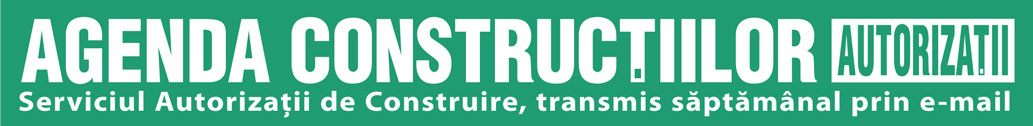 AGENDA CONSTRUCȚIILOR AUTORIZAȚII
Serviciul Autorizații de Construire, transmis săptămânal prin e-mail